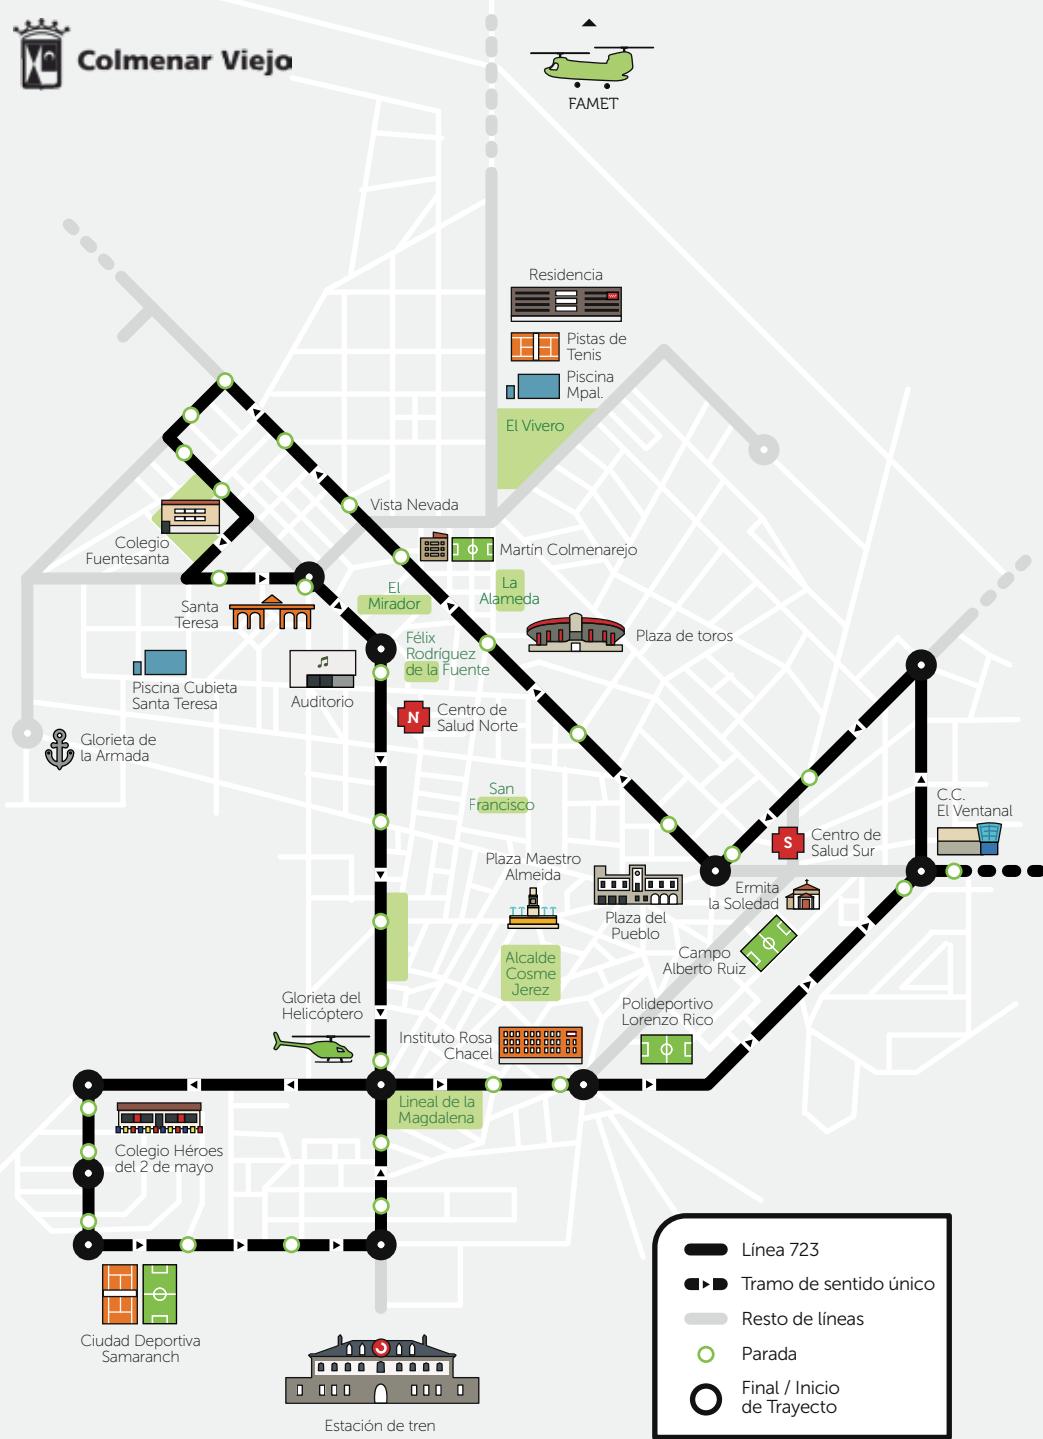 Colmenar Viejo
FAMET
Residencia
Pistas de
Tenis
Piscina
Mpal.
El Vivero
Vista Nevada
Martín Colmenarejo
Colegio
Fuentesanta
El
Mirador
La
Alameda
Santa
Teresa
Plaza de toros
Félix
Rodríguez
de la Fuente
Piscina Cubieta
Santa Teresa
Auditorio
N
Centro de
Salud Norte
Glorieta de
la Armada
San
Francisco
C.C.
El Ventanal
S
Centro de
Salud Sur
Plaza Maestro
Almeida
Ermita
la Soledad
Plaza del
Pueblo
Campo
Alberto Ruiz
Alcalde
Cosme
Jerez
Glorieta del
Helicóptero
Polideportivo
Lorenzo Rico
Instituto Rosa
Chacel
Lineal de la
Magdalena
Colegio Héroes
del 2 de mayo
Ciudad Deportiva
Samaranch
Estación de tren
Línea 723
Tramo de sentido único
Resto de líneas
Parada
Final / Inicio
de Trayecto